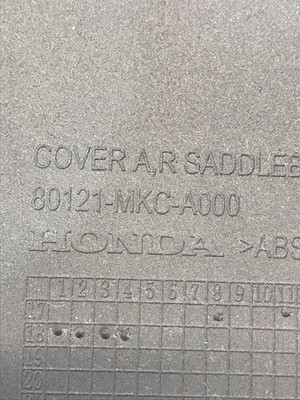 COVER A,R SADDLEB
80121-MKC-A000
HONDA >ABS
1 2 3 4 5 6 7 8 9 10 11
17
18
19
20